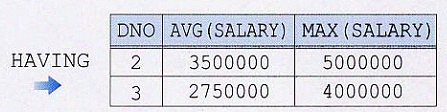 DNO AVG(SALARY) MAX(SALARY)
HAVING 2 3500000 5000000
3 2750000 4000000